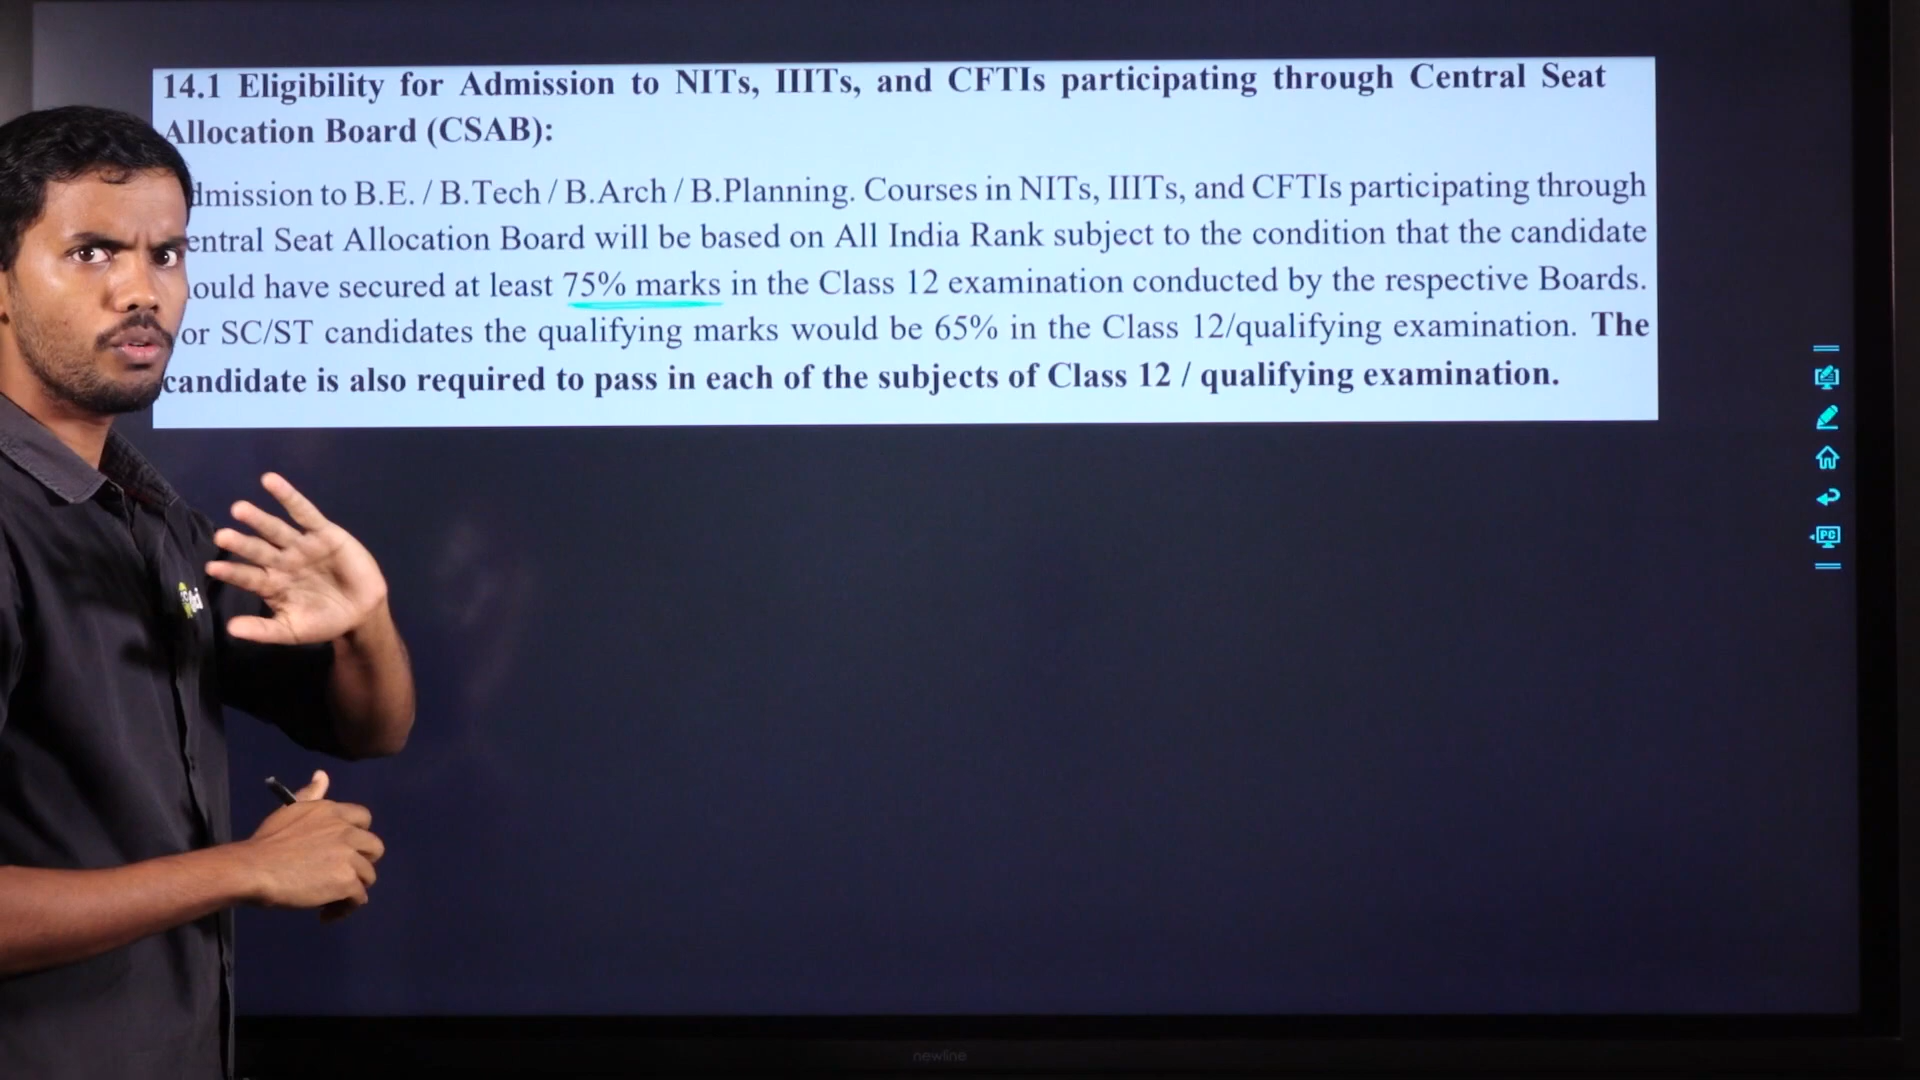 14.1 Eligibility for Admission to NITs, IIITs, and CFTIs participating through Central Seat
Allocation Board (CSAB):
dmission to B.E. / B.Tech / B.Arch / B.Planning. Courses in NITs, IIITs, and CFTIs participating through
entral Seat Allocation Board will be based on All India Rank subject to the condition that the candidate
ould have secured at least 75% marks in the Class 12 examination conducted by the respective Boards.
or SC/ST candidates the qualifying marks would be 65% in the Class 12/qualifying examination. The
candidate is also required to pass in each of the subjects of Class 12 / qualifying examination.
PC
newline